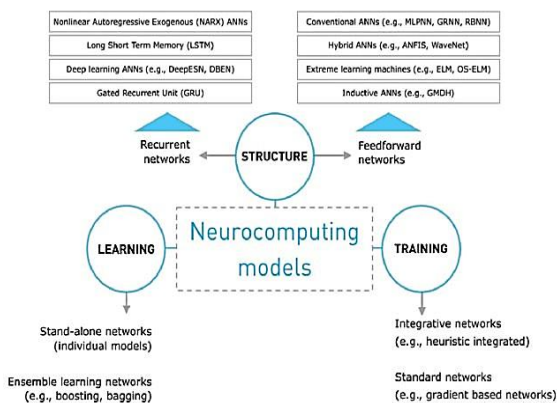 Nonlinear Autoregressive Exogenous (NARX) ANNs
Long Short Term Memory (LSTM)
Deep learning ANNs (e.g., DeepESN, DBEN)
Gated Recurrent Unit (GRU)
Conventional ANNs (e.g., MLPNN, GRNN, RBNN)
Hybrid ANNs (e.g., ANFIS, WaveNet)
Extreme learning machines (e.g., ELM, OS-ELM)
Inductive ANNs (e.g., GMDH)
Recurrent
networks
STRUCTURE
Feedforward
networks
LEARNING
Neurocomputing
models
TRAINING
Stand-alone networks
(individual models)
Ensemble learning networks
(e.g., boosting, bagging)
Integrative networks
(e.g., heuristic integrated)
Standard networks
(e.g., gradient based networks)